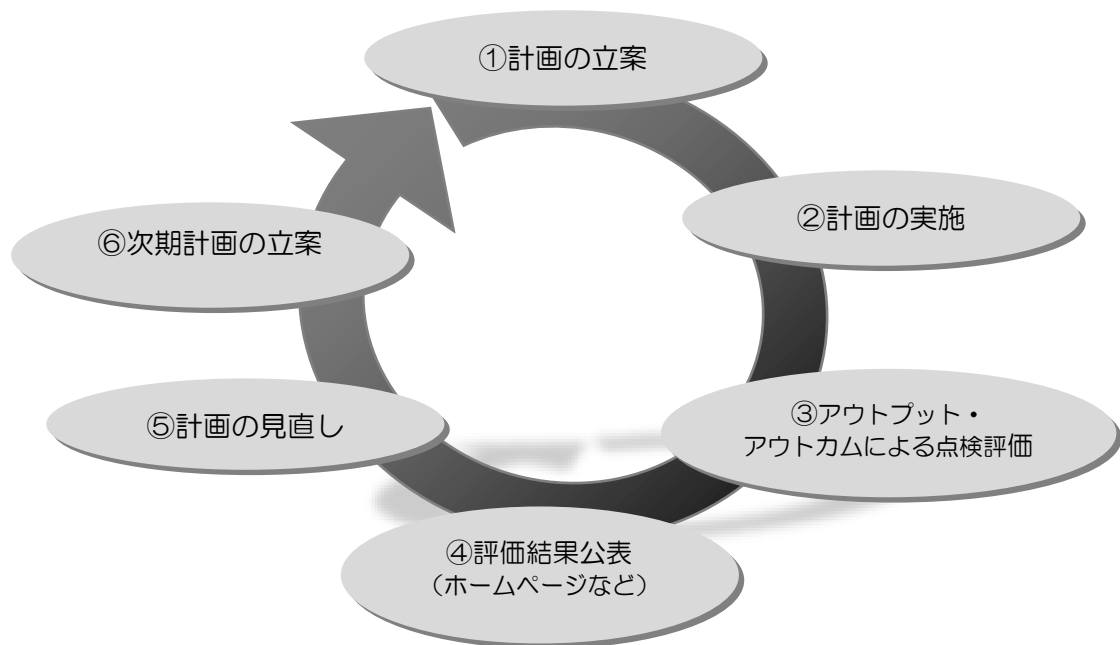 ①計画の立案
②計画の実施
③アウトプット・
アウトカムによる点検評価
④評価結果公表
（ホームページなど）
⑤計画の見直し
⑥次期計画の立案